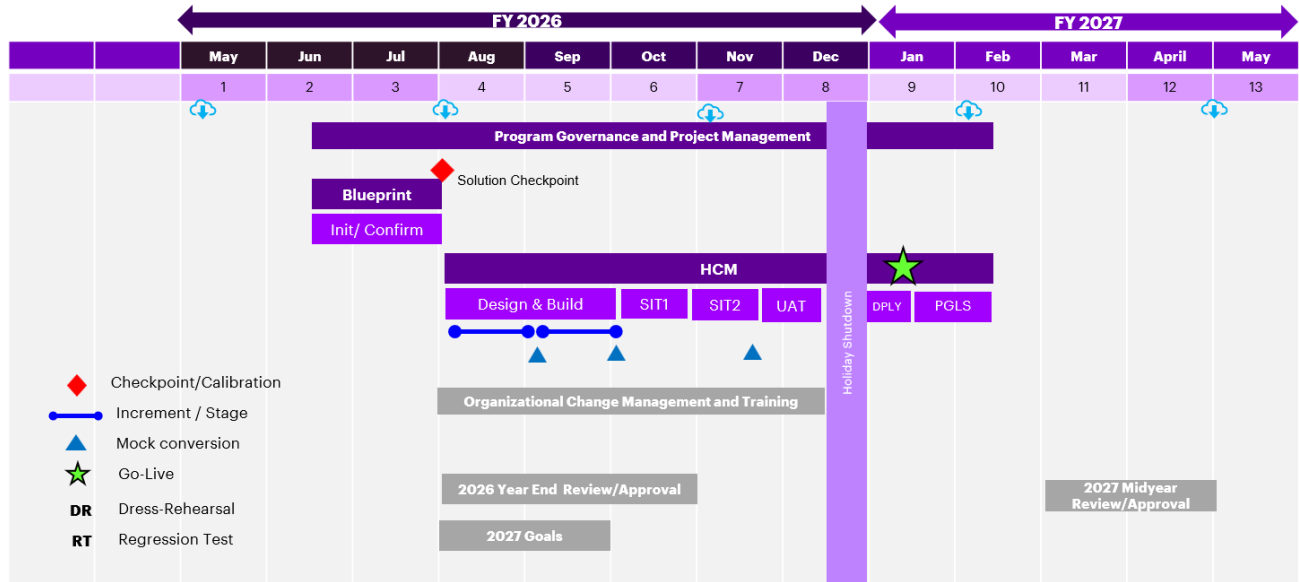 FY 2026
FY 2027
May Jun Jul Aug Sep Oct Nov Dec Jan Feb Mar April May
1 2 3 4 5 6 7 8 9 10 11 12 13
Program Governance and Project Management
Solution Checkpoint
Blueprint
Init/ Confirm
HCM
Design & Build SIT1 SIT2 UAT DPLY PGLS
Holiday Shutdown
Checkpoint/Calibration
Organizational Change Management and Training
Increment / Stage
Mock conversion
Go-Live
2026 Year End Review/Approval
2027 Midyear
Review/Approval
DR Dress-Rehearsal
2027 Goals
RT Regression Test